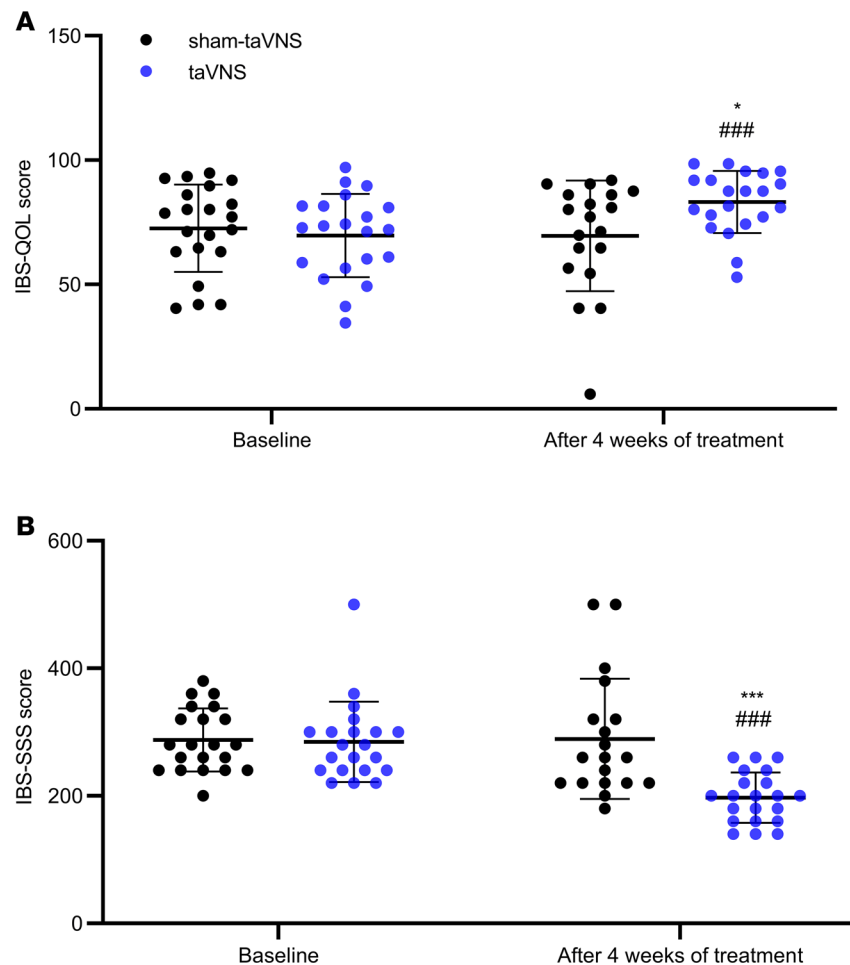 A
150
100
50
0
IBS-QOL score
sham-taVNS
taVNS
*
###
Baseline
After 4 weeks of treatment
B
600
400
200
0
IBS-SSS score
***
###
Baseline
After 4 weeks of treatment